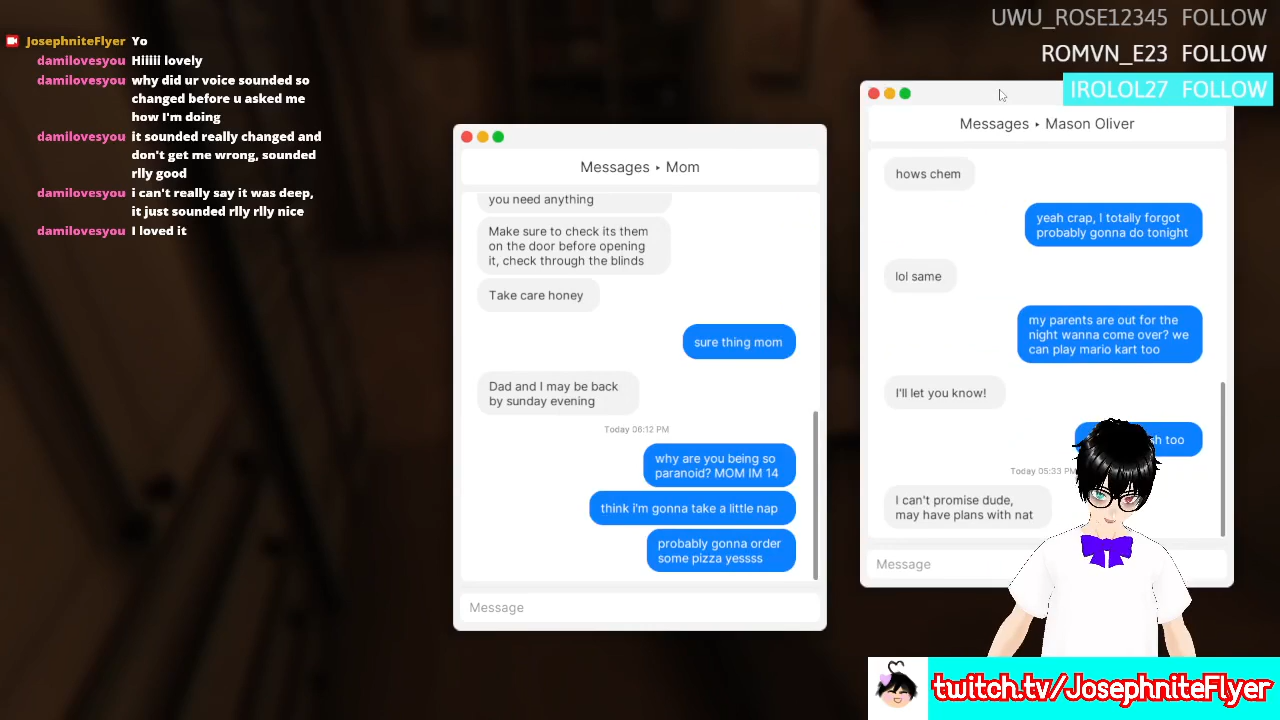 JosephniteFlyer Yo
damilovesyou Hiiiii lovely
damilovesyou why did ur voice sounded so
changed before u asked me
how I'm doing
damilovesyou it sounded really changed and
don't get me wrong, sounded
rlly good
damilovesyou i can't really say it was deep,
it just sounded rlly rlly nice
damilovesyou I loved it
UWU_ROSE12345 FOLLOW
ROMVN_E23 FOLLOW
IROLOL27 FOLLOW
Messages ‣ Mom
you need anything
Make sure to check its them
on the door before opening
it, check through the blinds
Take care honey
sure thing mom
Dad and I may be back
by sunday evening
Today 06:12 PM
why are you being so
paranoid? MOM IM 14
think i'm gonna take a little nap
probably gonna order
some pizza yessss
Message
Messages ‣ Mason Oliver
hows chem
yeah crap, I totally forgot
probably gonna do tonight
lol same
my parents are out for the
night wanna come over? we
can play mario kart too
I'll let you know!
too
Today 05:33 PM
I can't promise dude,
may have plans with nat
Message
twitch.tv/JosephniteFlyer